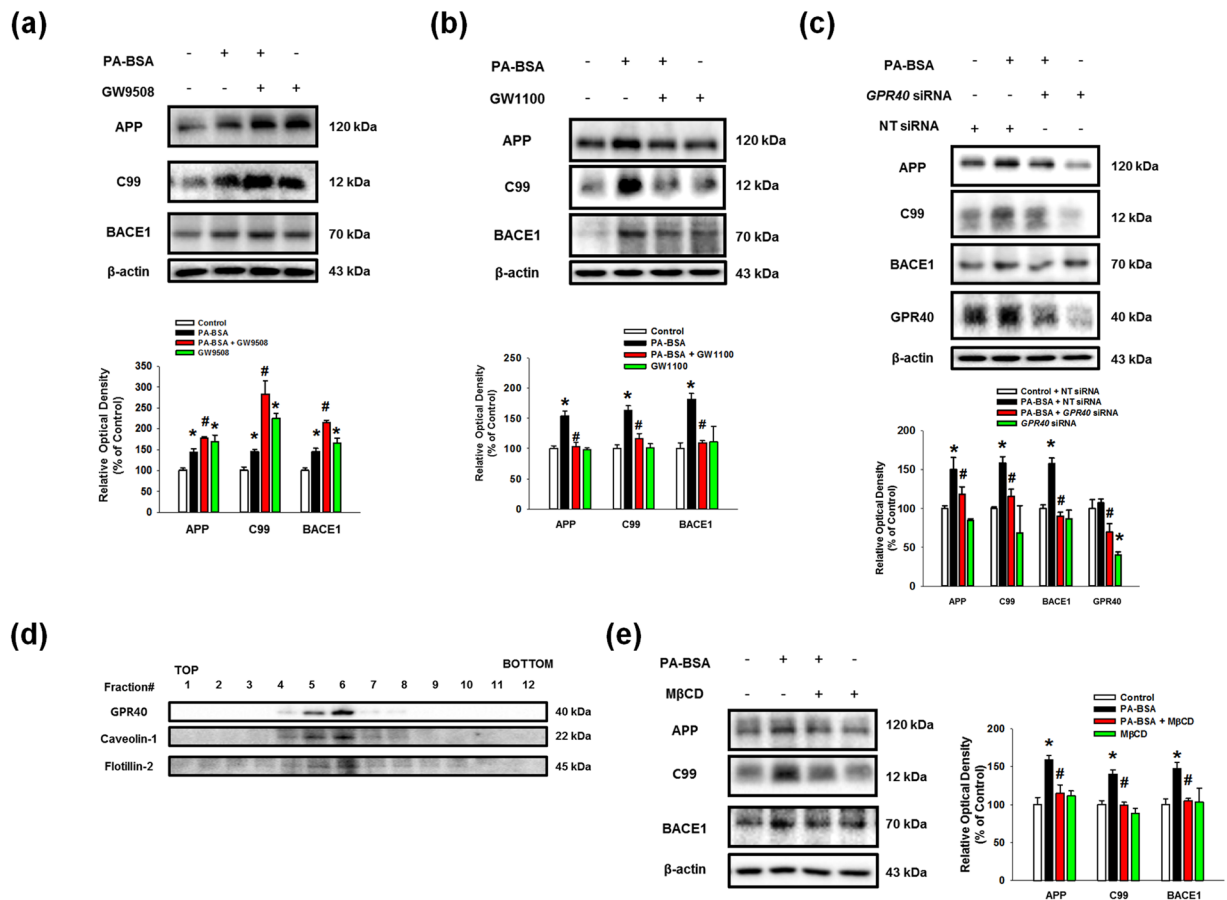 (a)
PA-BSA - + + -
GW9508 - - + +
APP 120 kDa
C99 12 kDa
BACE1 70 kDa
β-actin 43 kDa
Control
PA-BSA
PA-BSA + GW9508
GW9508
Relative Optical Density
(% of Control)
350
300
250
200
150
100
50
0
* # *
* # *
* # *
APP C99 BACE1
(b)
PA-BSA - + + -
GW1100 - - + +
APP 120 kDa
C99 12 kDa
BACE1 70 kDa
β-actin 43 kDa
Control
PA-BSA
PA-BSA + GW1100
GW1100
Relative Optical Density
(% of Control)
250
200
150
100
50
0
* #
* #
* #
APP C99 BACE1
(c)
PA-BSA - + + -
GPR40 siRNA - - + +
NT siRNA + + - -
APP 120 kDa
C99 12 kDa
BACE1 70 kDa
GPR40 40 kDa
β-actin 43 kDa
Control + NT siRNA
PA-BSA + NT siRNA
PA-BSA + GPR40 siRNA
GPR40 siRNA
Relative Optical Density
(% of Control)
200
150
100
50
0
* #
* #
* #
# *
APP C99 BACE1 GPR40
(d)
TOP BOTTOM
Fraction# 1 2 3 4 5 6 7 8 9 10 11 12
GPR40 40 kDa
Caveolin-1 22 kDa
Flotillin-2 45 kDa
(e)
PA-BSA - + + -
MβCD - - + +
APP 120 kDa
C99 12 kDa
BACE1 70 kDa
β-actin 43 kDa
Control
PA-BSA
PA-BSA + MβCD
MβCD
Relative Optical Density
(% of Control)
200
150
100
50
0
* #
* #
* #
APP C99 BACE1